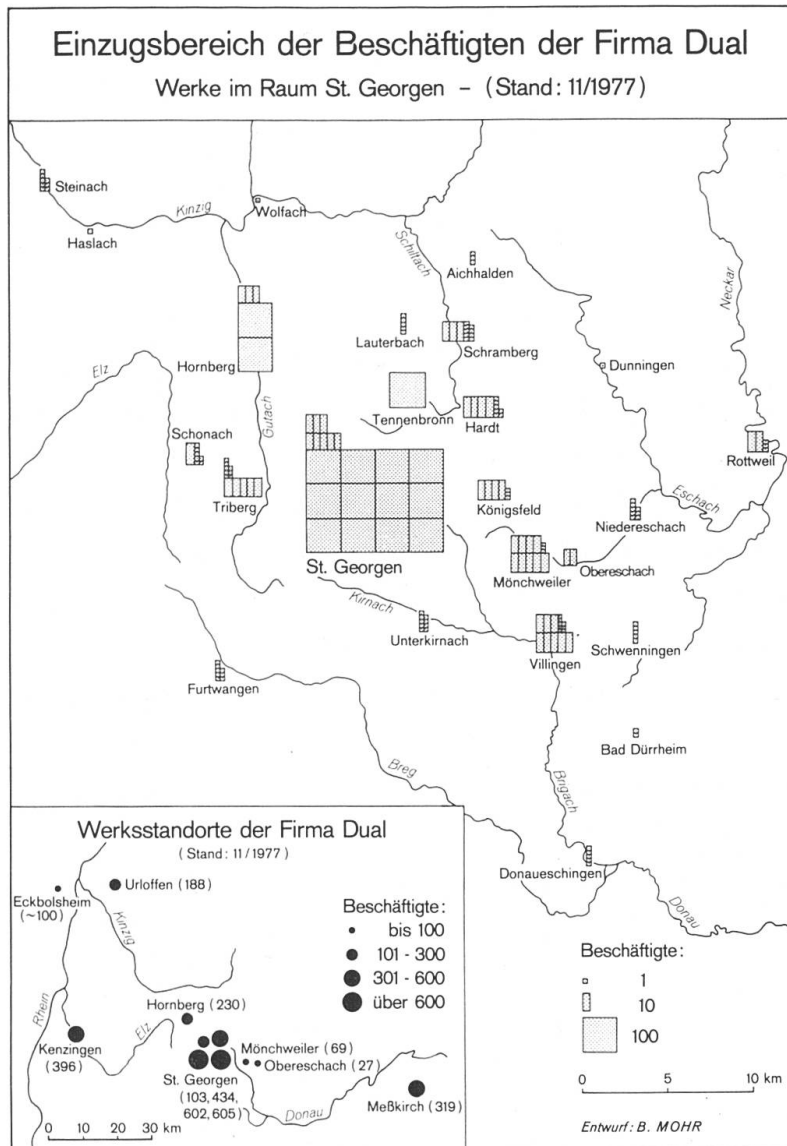 Einzugsbereich der Beschäftigten der Firma Dual
Werke im Raum St. Georgen – (Stand: 11/1977)
Steinach
Kinzig
Wolfach
Haslach
Schiltach
Aichhalden
Neckar
Lauterbach
Schramberg
Hornberg
Dunningen
Elz
Tennenbronn
Gutach
Hardt
Schonach
Rottweil
Triberg
Königsfeld
Eschach
Niedereschach
St. Georgen
Mönchweiler
Obereschach
Kirnach
Unterkirnach
Villingen
Schwenningen
Furtwangen
Bad Dürrheim
Breg
Brigach
Donaueschingen
Donau
Werksstandorte der Firma Dual
(Stand: 11/1977)
Urloffen (188)
Eckbolsheim
(~100)
Kinzig
Beschäftigte:
bis 100
101 - 300
301 - 600
über 600
Rhein
Hornberg (230)
Elz
Kenzingen
(396)
Mönchweiler (69)
Obereschach (27)
St. Georgen
(103, 434,
602, 605)
Donau
Meßkirch (319)
0 10 20 30 km
Beschäftigte:
1
10
100
0 5 10 km
Entwurf: B. MOHR